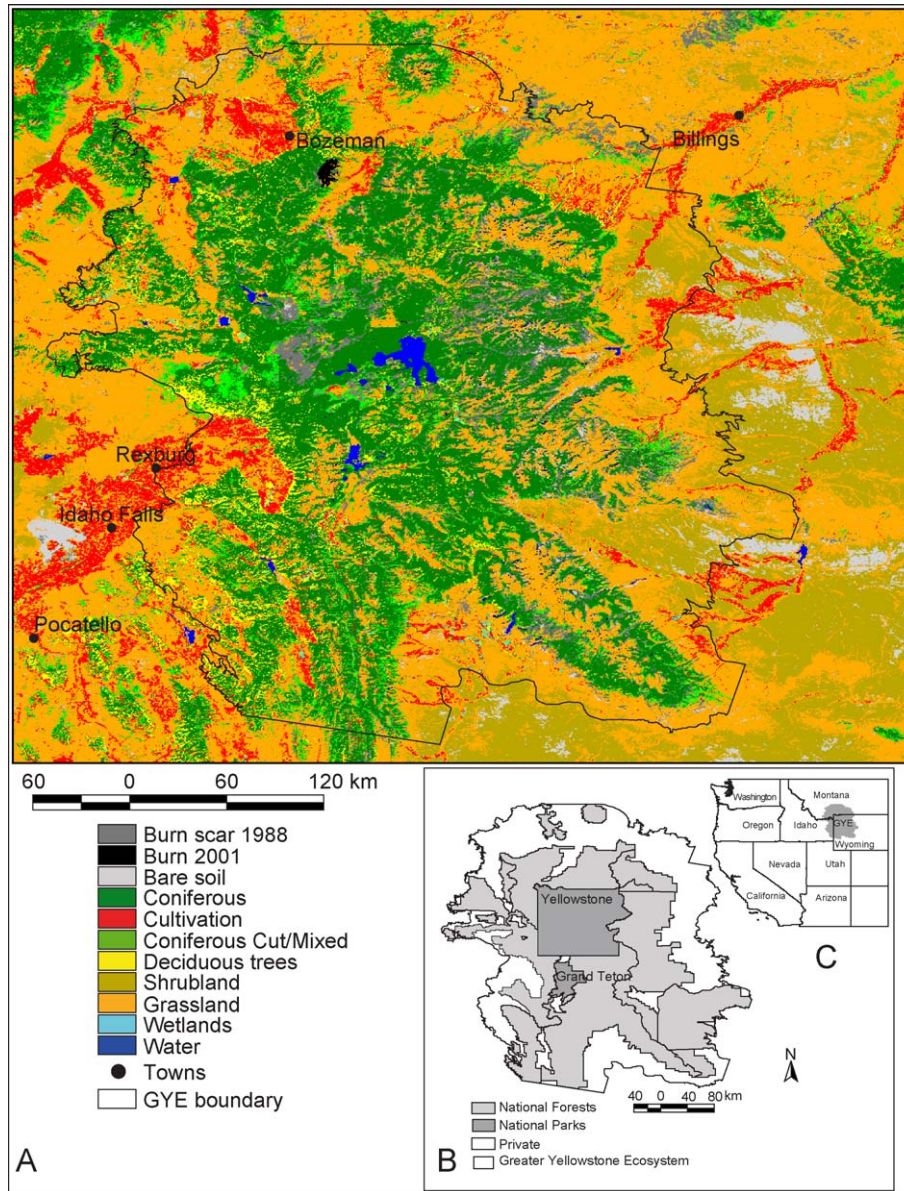 Bozeman
Billings
Rexburg
Idaho Falls
Pocatello
60 0 60 120 km
Burn scar 1988
Burn 2001
Bare soil
Coniferous
Cultivation
Coniferous Cut/Mixed
Deciduous trees
Shrubland
Grassland
Wetlands
Water
Towns
GYE boundary
A
Yellowstone
Grand Teton
N
40 0 40 80 km
National Forests
National Parks
Private
Greater Yellowstone Ecosystem
B
Washington
Montana
Oregon
Idaho
GYE
Wyoming
Nevada
Utah
California
Arizona
C